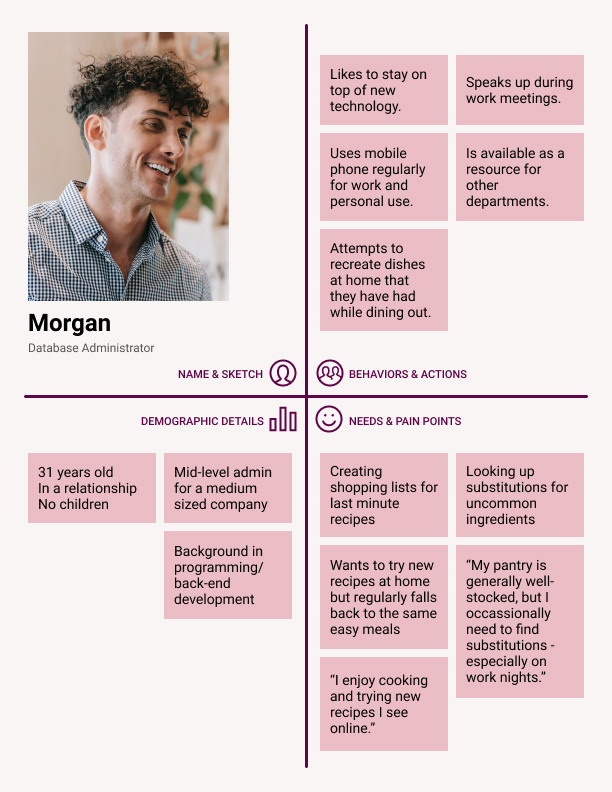 Morgan
Database Administrator
NAME & SKETCH
Likes to stay on
top of new
technology.
Speaks up during
work meetings.
Uses mobile
phone regularly
for work and
personal use.
Is available as a
resource for
other
departments.
Attempts to
recreate dishes
at home that
they have had
while dining out.
BEHAVIORS & ACTIONS
DEMOGRAPHIC DETAILS
31 years old
In a relationship
No children
Mid-level admin
for a medium
sized company
Background in
programming/
back-end
development
NEEDS & PAIN POINTS
Creating
shopping lists for
last minute
recipes
Looking up
substitutions for
uncommon
ingredients
Wants to try new
recipes at home
but regularly falls
back to the same
easy meals
“My pantry is
generally well-
stocked, but I
occassionally
need to find
substitutions -
especially on
work nights.”
“I enjoy cooking
and trying new
recipes I see
online.”